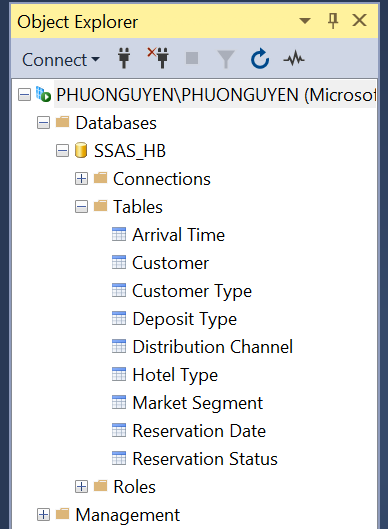 Object Explorer
Connect
PHUONGUYEN\PHUONGUYEN (Microsof
Databases
SSAS_HB
Connections
Tables
Arrival Time
Customer
Customer Type
Deposit Type
Distribution Channel
Hotel Type
Market Segment
Reservation Date
Reservation Status
Roles
Management